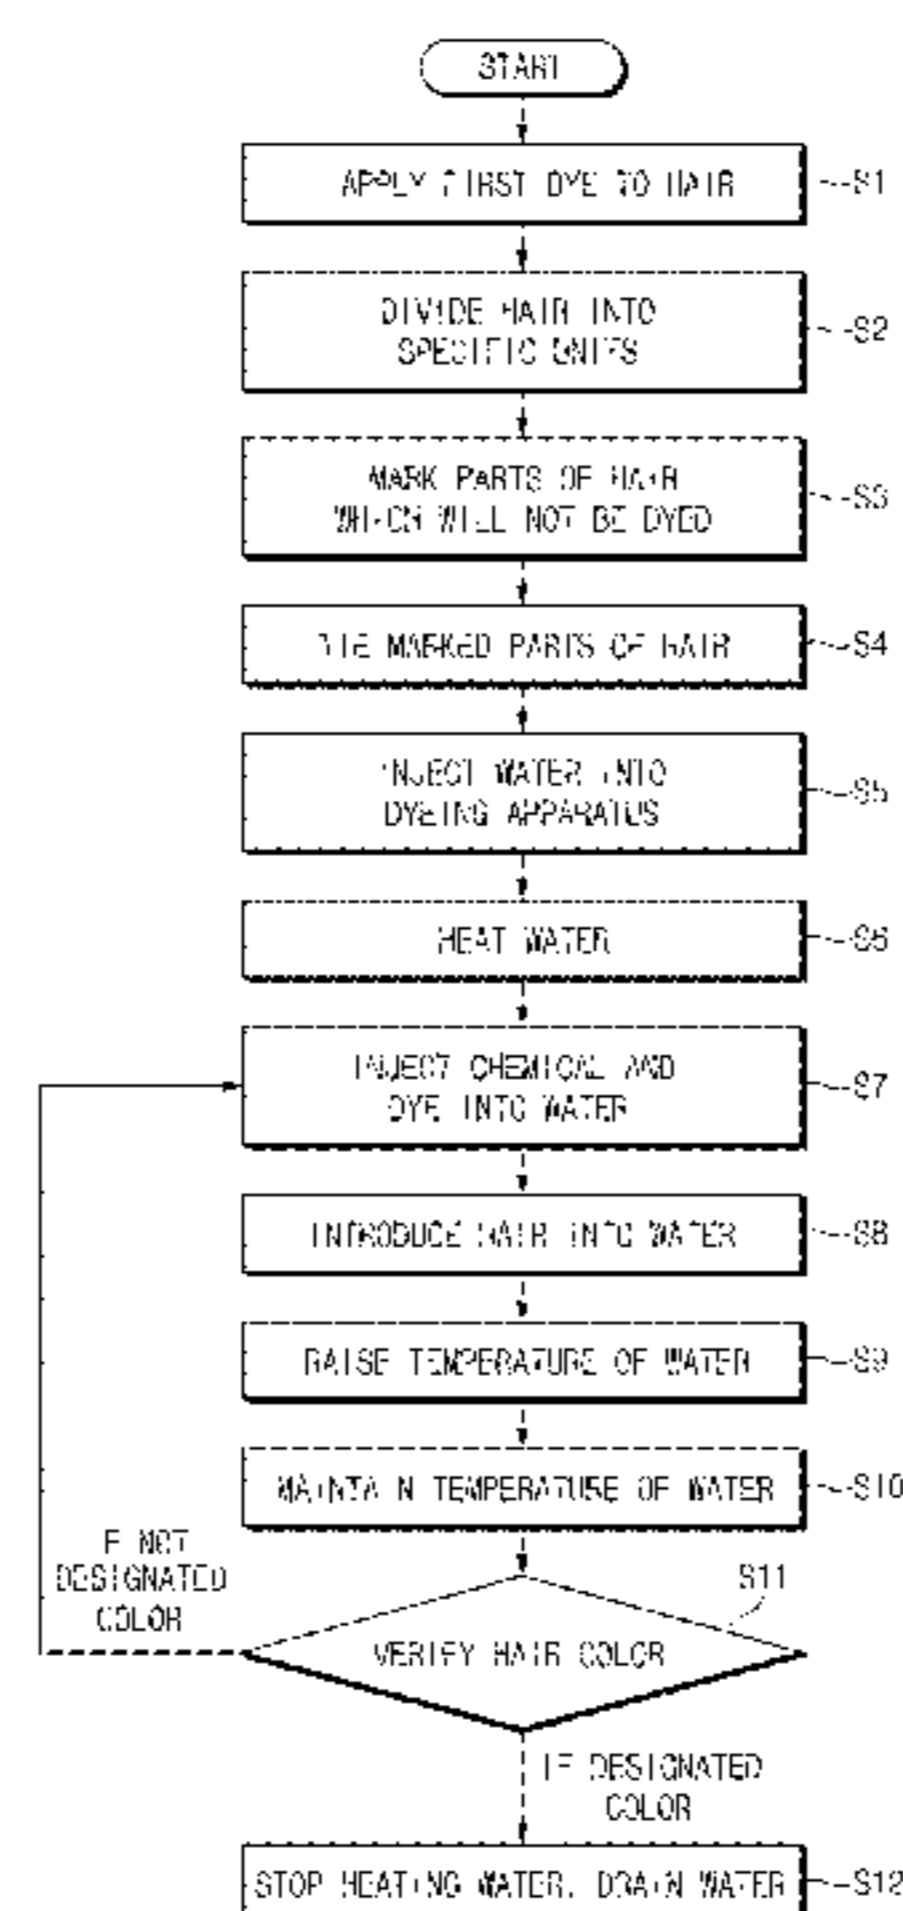 START
APPLY FIRST DYE TO HAIR
S1
DIVIDE HAIR INTO
SPECIFIC UNITS
S2
MARK PARTS OF HAIR
WHICH WILL NOT BE DYED
S3
TIE MARKED PARTS OF HAIR
S4
INJECT WATER INTO
DYEING APPARATUS
S5
HEAT WATER
S6
INJECT CHEMICAL AND
DYE INTO WATER
S7
INTRODUCE HAIR INTO WATER
S8
RAISE TEMPERATURE OF WATER
S9
MAINTAIN TEMPERATURE OF WATER
S10
IF NOT
DESIGNATED
COLOR
S11
VERIFY HAIR COLOR
IF DESIGNATED
COLOR
STOP HEATING WATER, DRAIN WATER
S12